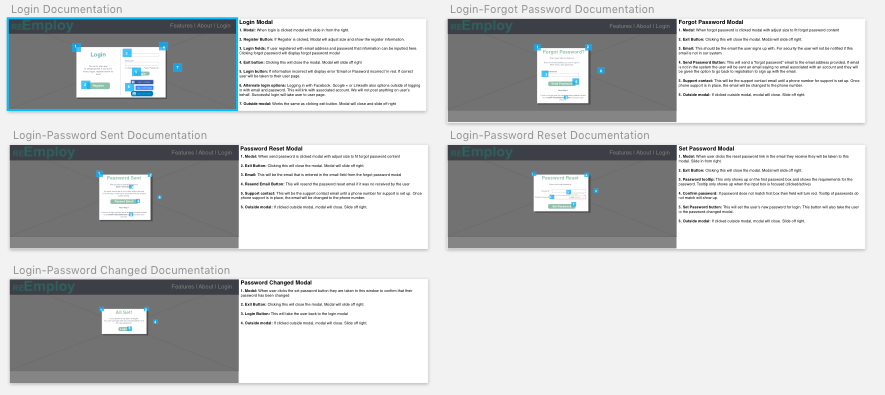 Login Documentation
REEmploy
Features | About | Login
Login
Login Modal
1. Modal: When login is clicked modal with slide in from the right.
2. Register Button: If Register is clicked. Modal will adjust size and show the register information.
3. Login fields: If user registered with email address and password that information can be inputted here.
Clicking forgot password will display forgot password modal
4. Exit button: Clicking this will close the modal. Modal will slide off right
5. Login button: If information incorrect will display error 'Email or Password incorrect' in red. If correct
user will be taken to their user page.
6. Alternate login options: Logging in with Facebook, Google+ or LinkedIn also options outside of logging
in with email and password. This will link with associated account. We will not post anything on user's
behalf. Successful login will take user to user page.
7. Outside modal: Works the same as clicking exit button. Modal will close and slide off right
Login-Forgot Password Documentation
REEmploy
Features | About | Login
Forgot Password?
Forgot Password Modal
1. Modal: When forgot password is clicked modal will adjust size to fit forgot password content
2. Exit Button: Clicking this will close the modal. Modal will slide off right.
3. Email: This should be the email the user signs up with. For security the user will not be notified if the
email is not in our system.
4. Send Password Button: This will send a 'forgot password' email to the email address provided. If email
is not in the system the user will be sent an email saying no email associated with an account and they will
be given the option to go back to registration to sign up with the email.
5. Support contact: This will be the support contact email until a phone number for support is set up. Once
phone support is in place, the email will be changed to the phone number.
6. Outside modal: If clicked outside modal, modal will close. Slide off right.
Login-Password Sent Documentation
REEmploy
Features | About | Login
Password Sent
Password Reset Modal
1. Modal: When send password is clicked modal will adjust size to fit forgot password content
2. Exit Button: Clicking this will close the modal. Modal will slide off right.
3. Email: This will be the email that is entered in the email field from the forgot password modal
4. Resend Email Button: This will resend the password reset email if it was no received by the user
5. Support contact: This will be the support contact email until a phone number for support is set up. Once
phone support is in place, the email will be changed to the phone number.
6. Outside modal: If clicked outside modal, modal will close. Slide off right.
Login-Password Reset Documentation
REEmploy
Features | About | Login
Password Reset
Set Password Modal
1. Modal: When user clicks the reset password link in the email they receive they will be taken to this
modal. Slide in from right
2. Exit Button: Clicking this will close the modal. Modal will slide off right.
3. Password tooltip: This only shows up on the first password box and shows the requirements for the
password. Tooltip only shows up when the input box is focused (clicked/active)
4. Confirm password: If password does not match first box then field will turn red. Tooltip of passwords do
not match will show up.
5. Set Password button: This will set the user's new password for login. This button will also take the user
to the password changed modal.
6. Outside modal: If clicked outside modal, modal will close. Slide off right.
Login-Password Changed Documentation
REEmploy
Features | About | Login
All Set!
Password Changed Modal
1. Modal: When user clicks the set password button they are taken to this window to confirm that their
password has been changed
2. Exit Button: Clicking this will close the modal. Modal will slide off right.
3. Login Button: This will take the user back to the login modal
4. Outside modal: If clicked outside modal, modal will close. Slide off right.